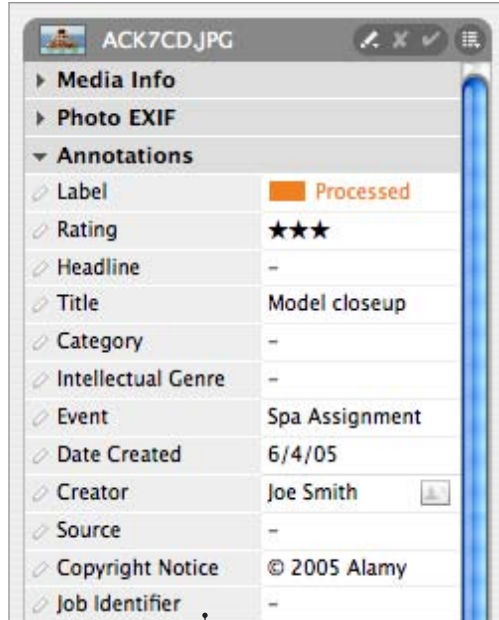 ACK7CD.JPG
Media Info
Photo EXIF
Annotations
Label Processed
Rating ★★★
Headline –
Title Model closeup
Category –
Intellectual Genre –
Event Spa Assignment
Date Created 6/4/05
Creator Joe Smith
Source –
Copyright Notice © 2005 Alamy
Job Identifier –